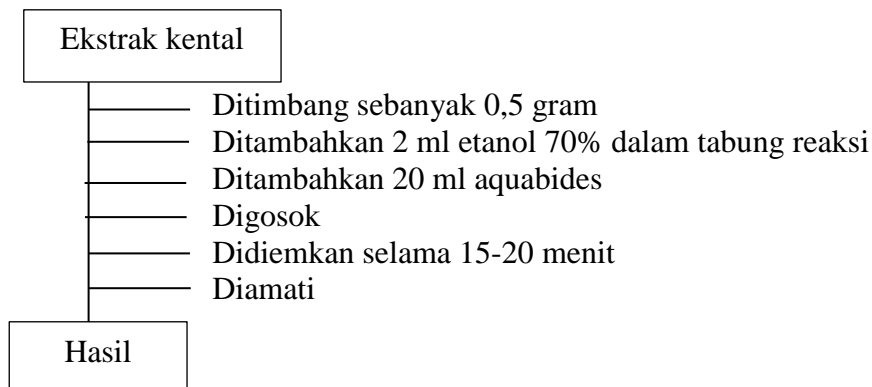 Ekstrak kental
Ditimbang sebanyak 0,5 gram
Ditambahkan 2 ml etanol 70% dalam tabung reaksi
Ditambahkan 20 ml aquabides
Digosok
Didiemkan selama 15-20 menit
Diamati
Hasil